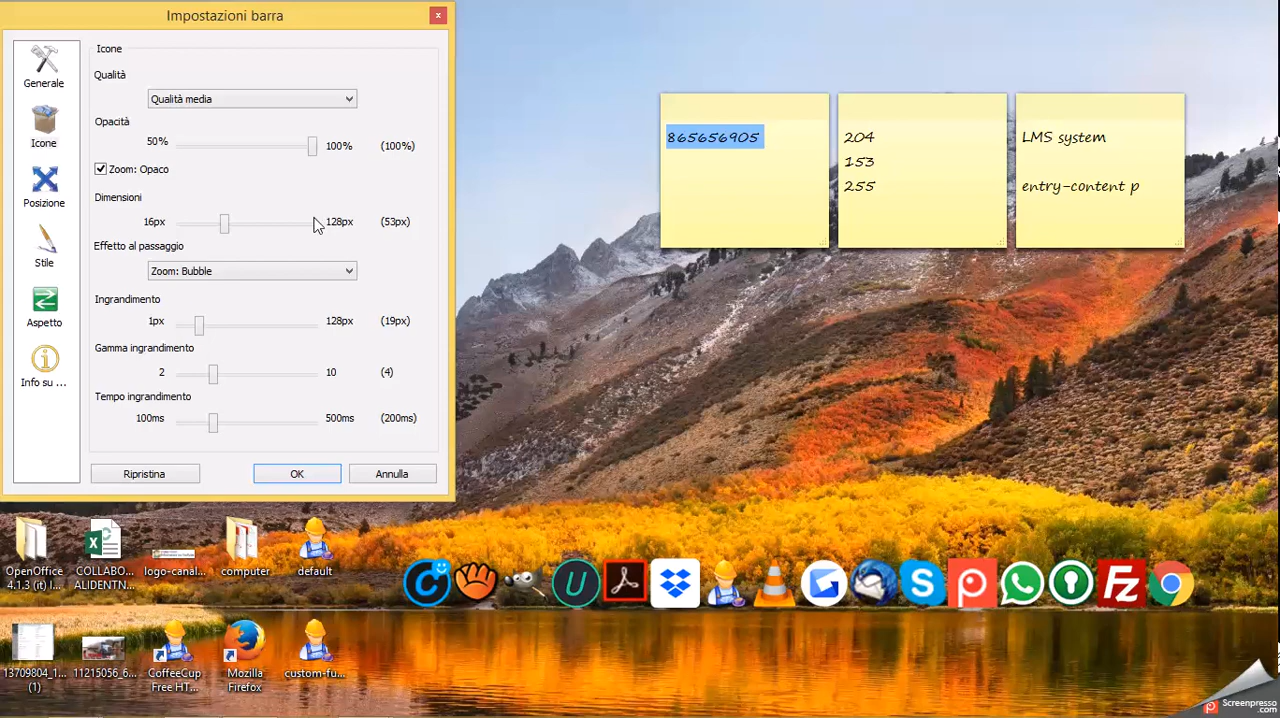 Impostazioni barra
Generale
Icone
Posizione
Stile
Aspetto
Info su ...
Icone
Qualità
Qualità media
Opacità
50% 100% (100%)
Zoom: Opaco
Dimensioni
16px 128px (53px)
Effetto al passaggio
Zoom: Bubble
Ingrandimento
1px 128px (19px)
Gamma ingrandimento
2 10 (4)
Tempo ingrandimento
100ms 500ms (200ms)
Ripristina OK Annulla
865656905
204
153
255
LMS system
entry-content p
OpenOffice
4.1.3 (it) I...
COLLABO...
ALIDENTN...
logo-canal...
computer
default
13709804_1...
(1)
11215056_6...
CoffeeCup
Free HT...
Mozilla
Firefox
custom-fu...
Screenpresso
.com